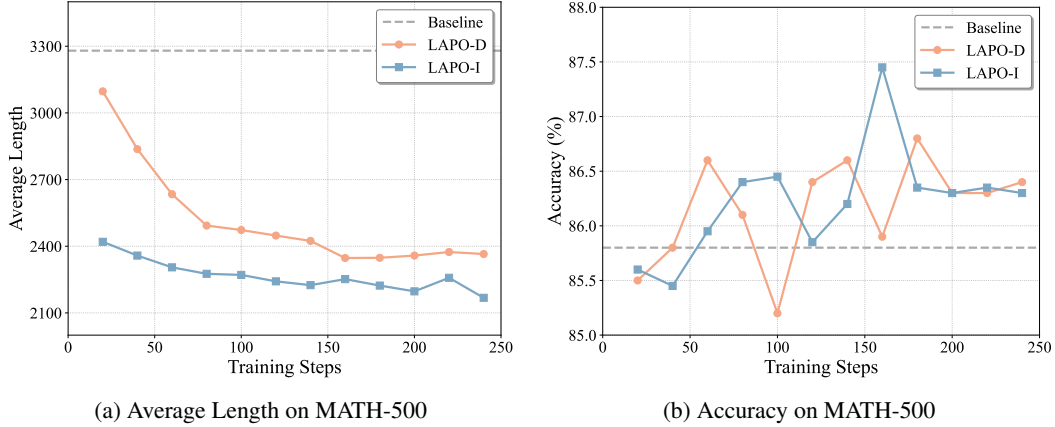 Baseline
LAPO-D
LAPO-I
3300
3000
2700
2400
2100
Average Length
0 50 100 150 200 250
Training Steps
(a) Average Length on MATH-500
Baseline
LAPO-D
LAPO-I
88.0
87.5
87.0
86.5
86.0
85.5
85.0
Accuracy (%)
0 50 100 150 200 250
Training Steps
(b) Accuracy on MATH-500